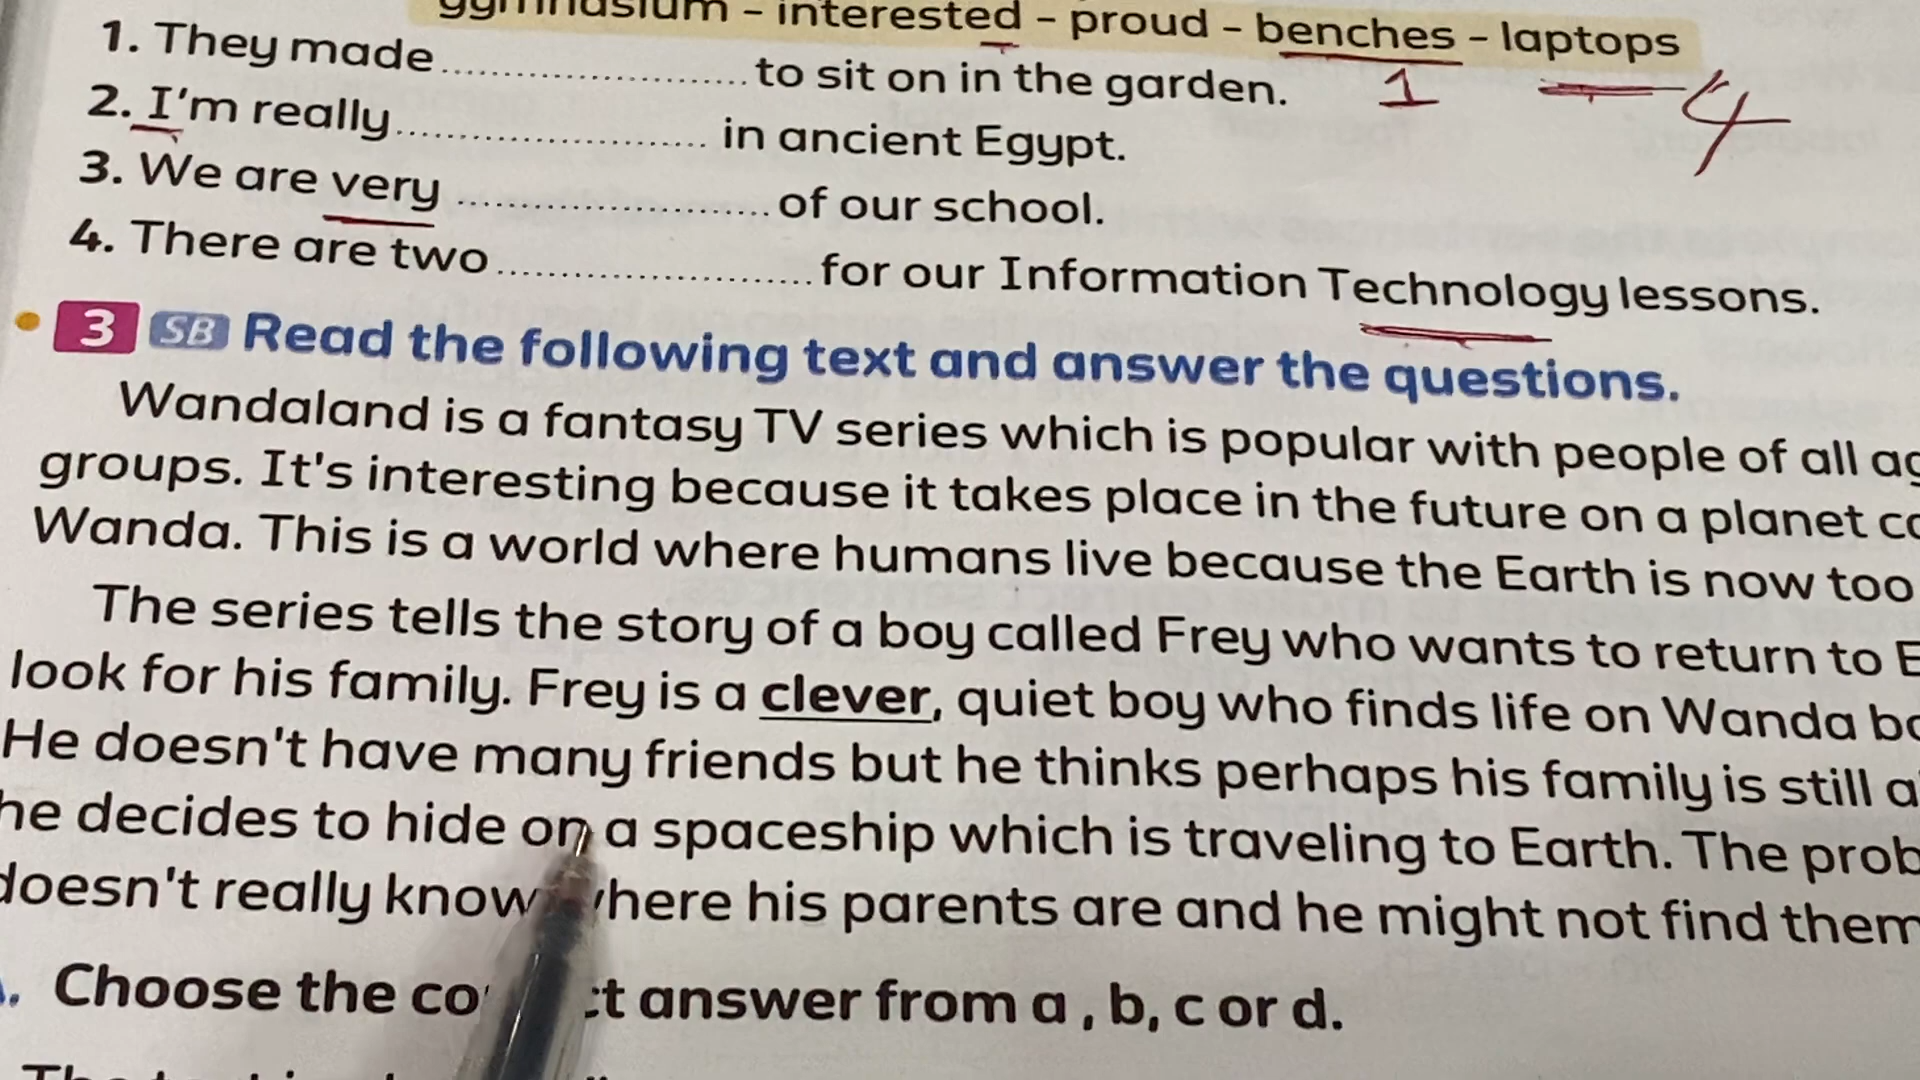 gymnasium - interested - proud - benches - laptops
1. They made ........................ to sit on in the garden. 1 4
2. I'm really ........................ in ancient Egypt.
3. We are very ........................ of our school.
4. There are two ........................ for our Information Technology lessons.
3 SB Read the following text and answer the questions.
Wandaland is a fantasy TV series which is popular with people of all
groups. It's interesting because it takes place in the future on a planet
Wanda. This is a world where humans live because the Earth is now too
The series tells the story of a boy called Frey who wants to return to
look for his family. Frey is a clever, quiet boy who finds life on Wanda
He doesn't have many friends but he thinks perhaps his family is still
he decides to hide on a spaceship which is traveling to Earth. The
doesn't really know where his parents are and he might not find them
Choose the correct answer from a , b, c or d.